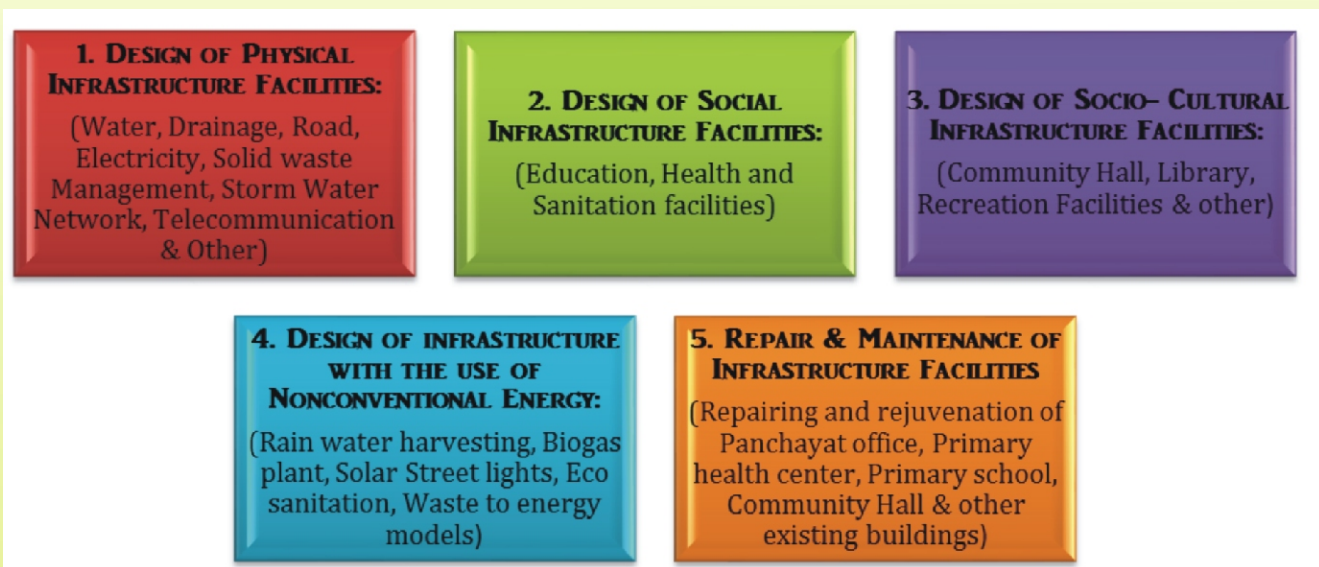 1. Design of Physical
Infrastructure Facilities:
(Water, Drainage, Road,
Electricity, Solid waste
Management, Storm Water
Network, Telecommunication
& Other)
2. Design of Social
Infrastructure Facilities:
(Education, Health and
Sanitation facilities)
3. Design of Socio– Cultural
Infrastructure Facilities:
(Community Hall, Library,
Recreation Facilities & other)
4. Design of infrastructure
with the use of
Nonconventional Energy:
(Rain water harvesting, Biogas
plant, Solar Street lights, Eco
sanitation, Waste to energy
models)
5. Repair & Maintenance of
Infrastructure Facilities
(Repairing and rejuvenation of
Panchayat office, Primary
health center, Primary school,
Community Hall & other
existing buildings)